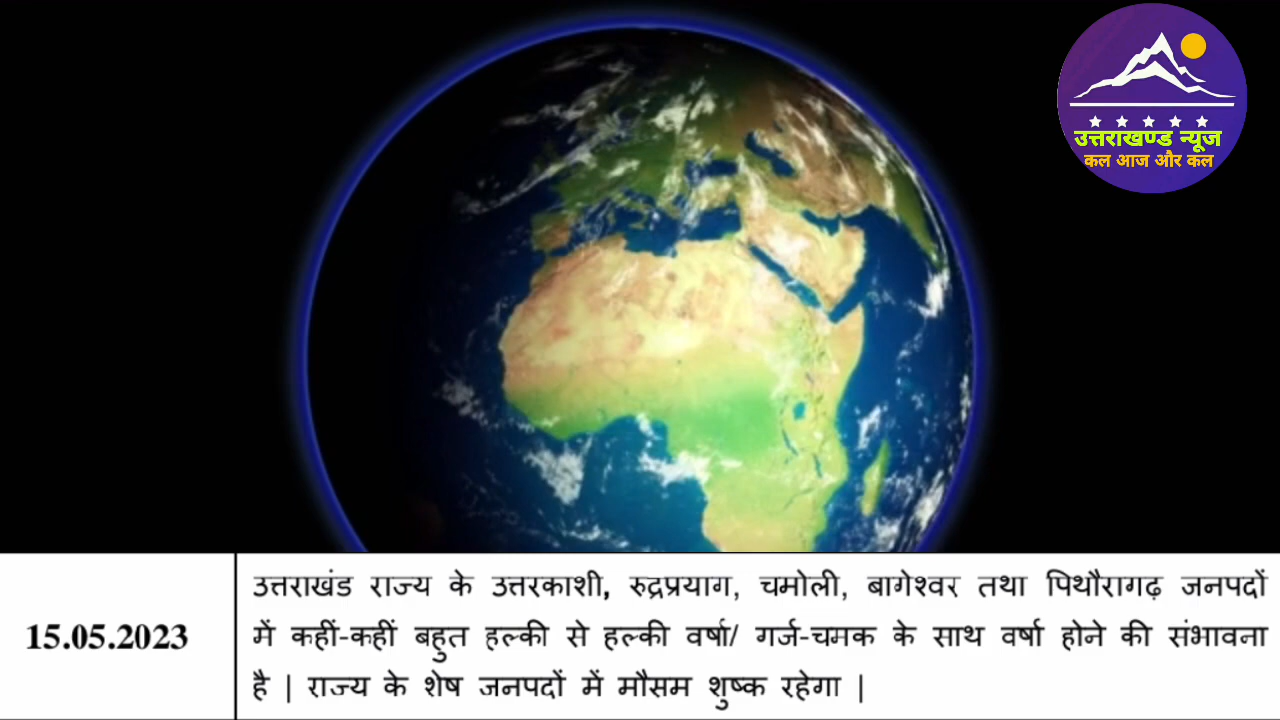 उत्तराखण्ड न्यूज
कल आज और कल
15.05.2023
उत्तराखंड राज्य के उत्तरकाशी, रुद्रप्रयाग, चमोली, बागेश्वर तथा पिथौरागढ़ जनपदों
में कहीं-कहीं बहुत हल्की से हल्की वर्षा/ गर्ज-चमक के साथ वर्षा होने की संभावना
है | राज्य के शेष जनपदों में मौसम शुष्क रहेगा |